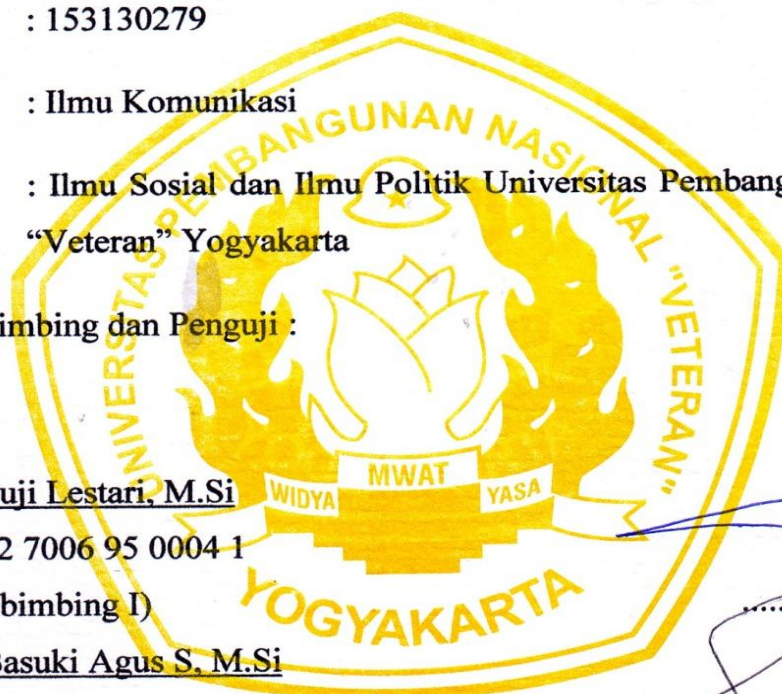 : 153130279
: Ilmu Komunikasi
: Ilmu Sosial dan Ilmu Politik Universitas Pembang
“Veteran” Yogyakarta
imbing dan Penguji :
uji Lestari, M.Si
2 7006 95 0004 1
bimbing I)
Basuki Agus S, M.Si
UNIVERSITAS PEMBANGUNAN NASIONAL "VETERAN"
WIDYA MWAT YASA
YOGYAKARTA